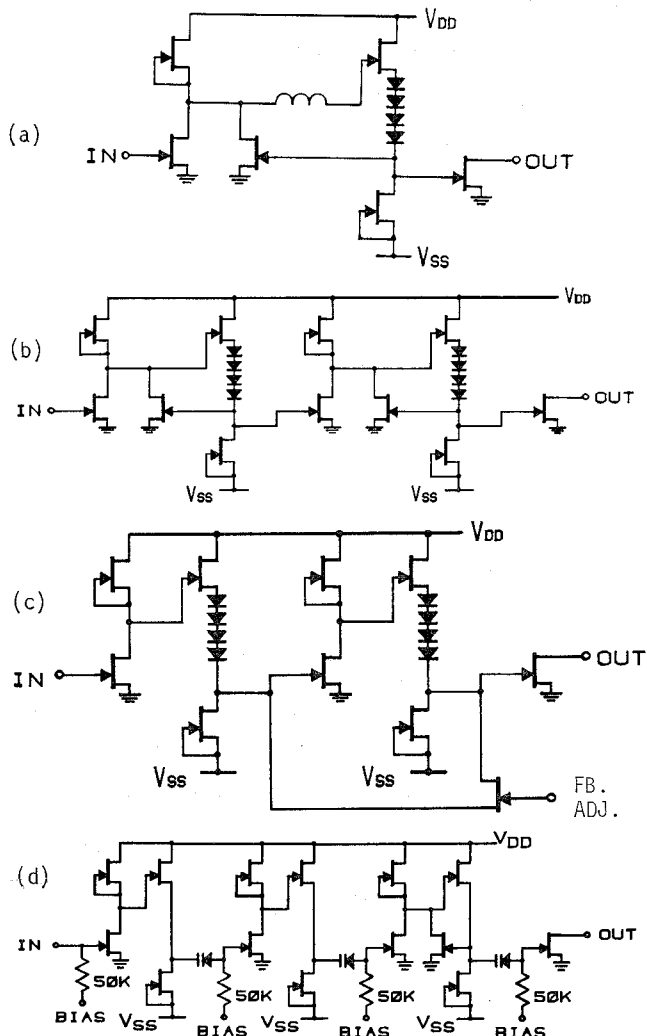 VDD
(a)
IN
OUT
VSS
VDD
(b)
IN
OUT
VSS
VSS
VDD
(c)
IN
OUT
VSS
VSS
FB.
ADJ.
VDD
(d)
IN
OUT
50K
50K
50K
50K
BIAS
VSS
BIAS
VSS
BIAS
VSS
BIAS